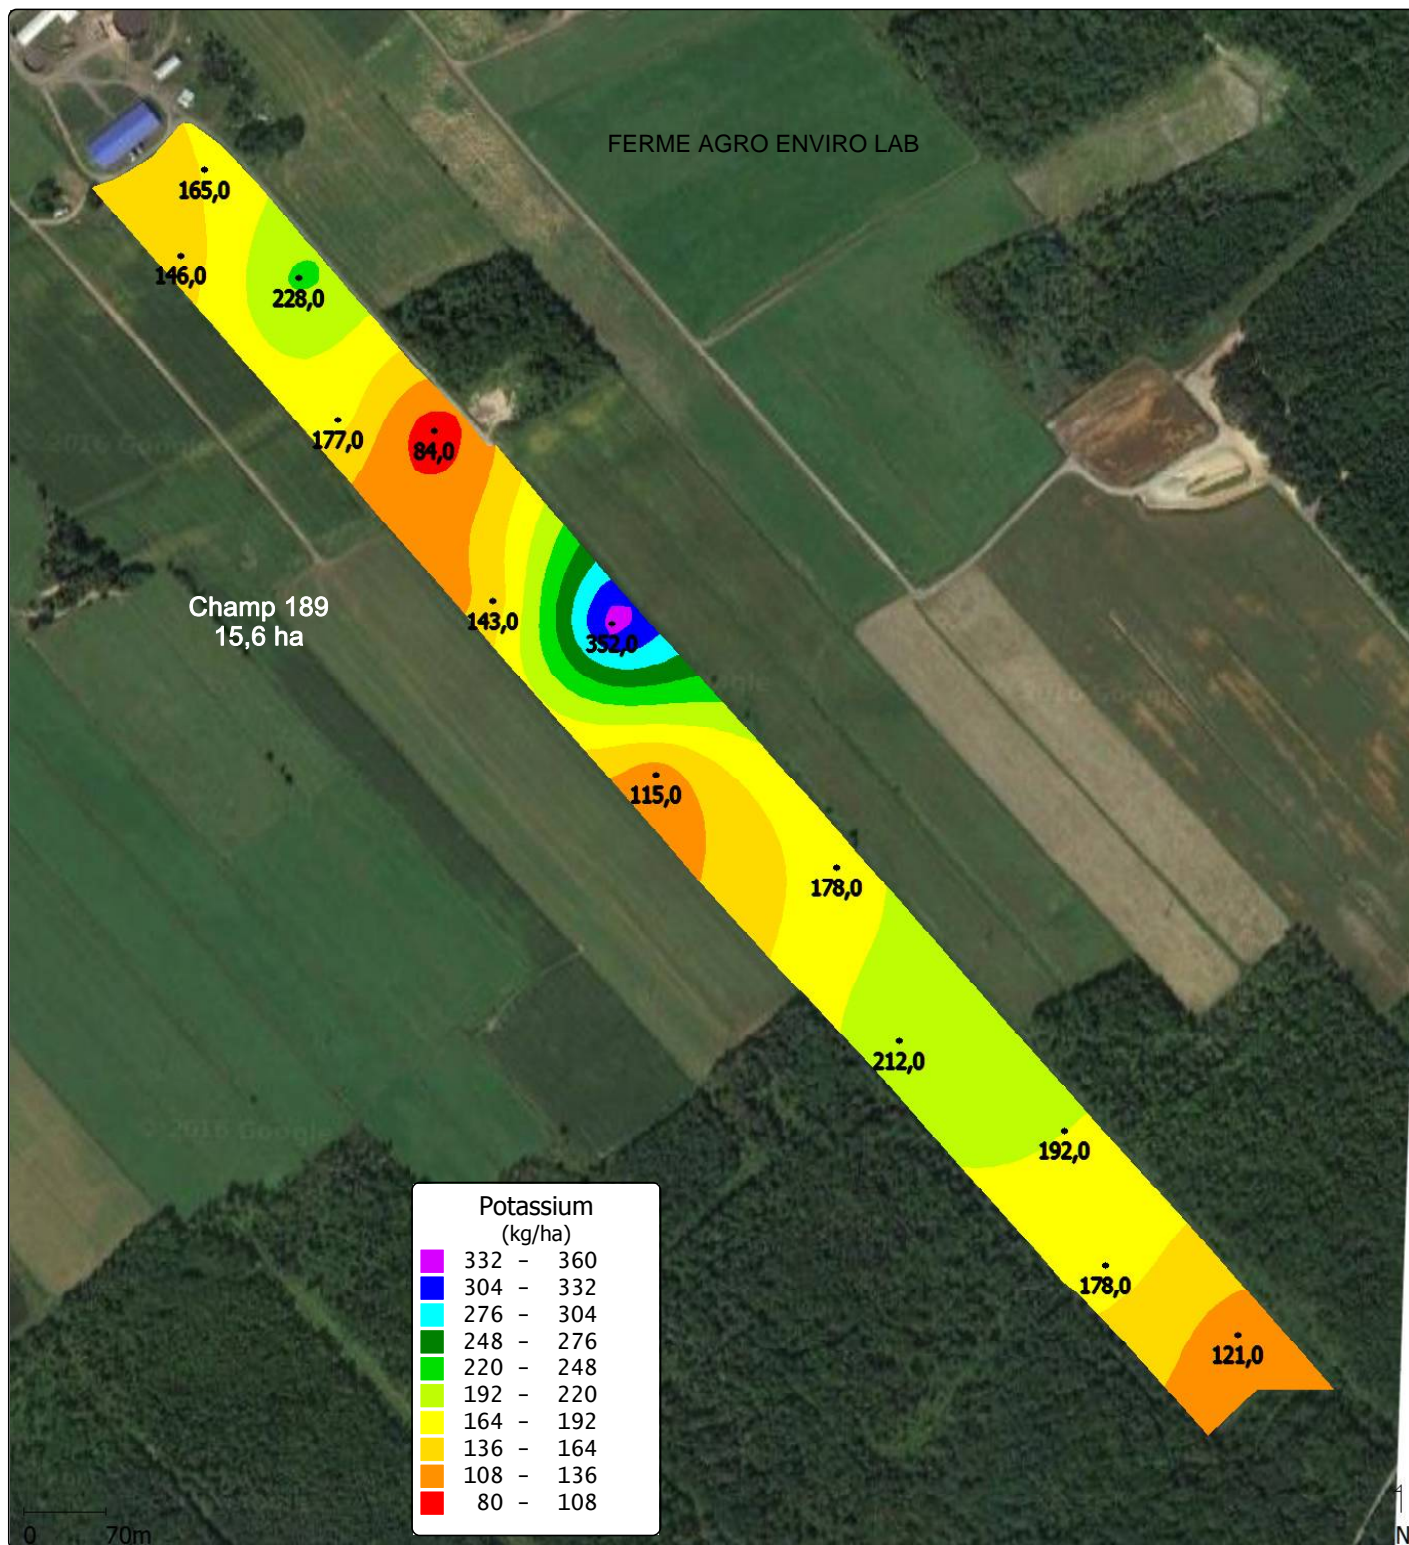 FERME AGRO ENVIRO LAB
165,0
146,0
228,0
177,0
84,0
Champ 189
15,6 ha
143,0
352,0
115,0
178,0
212,0
192,0
178,0
121,0
Potassium
(kg/ha)
332 - 360
304 - 332
276 - 304
248 - 276
220 - 248
192 - 220
164 - 192
136 - 164
108 - 136
80 - 108
0 70m
N